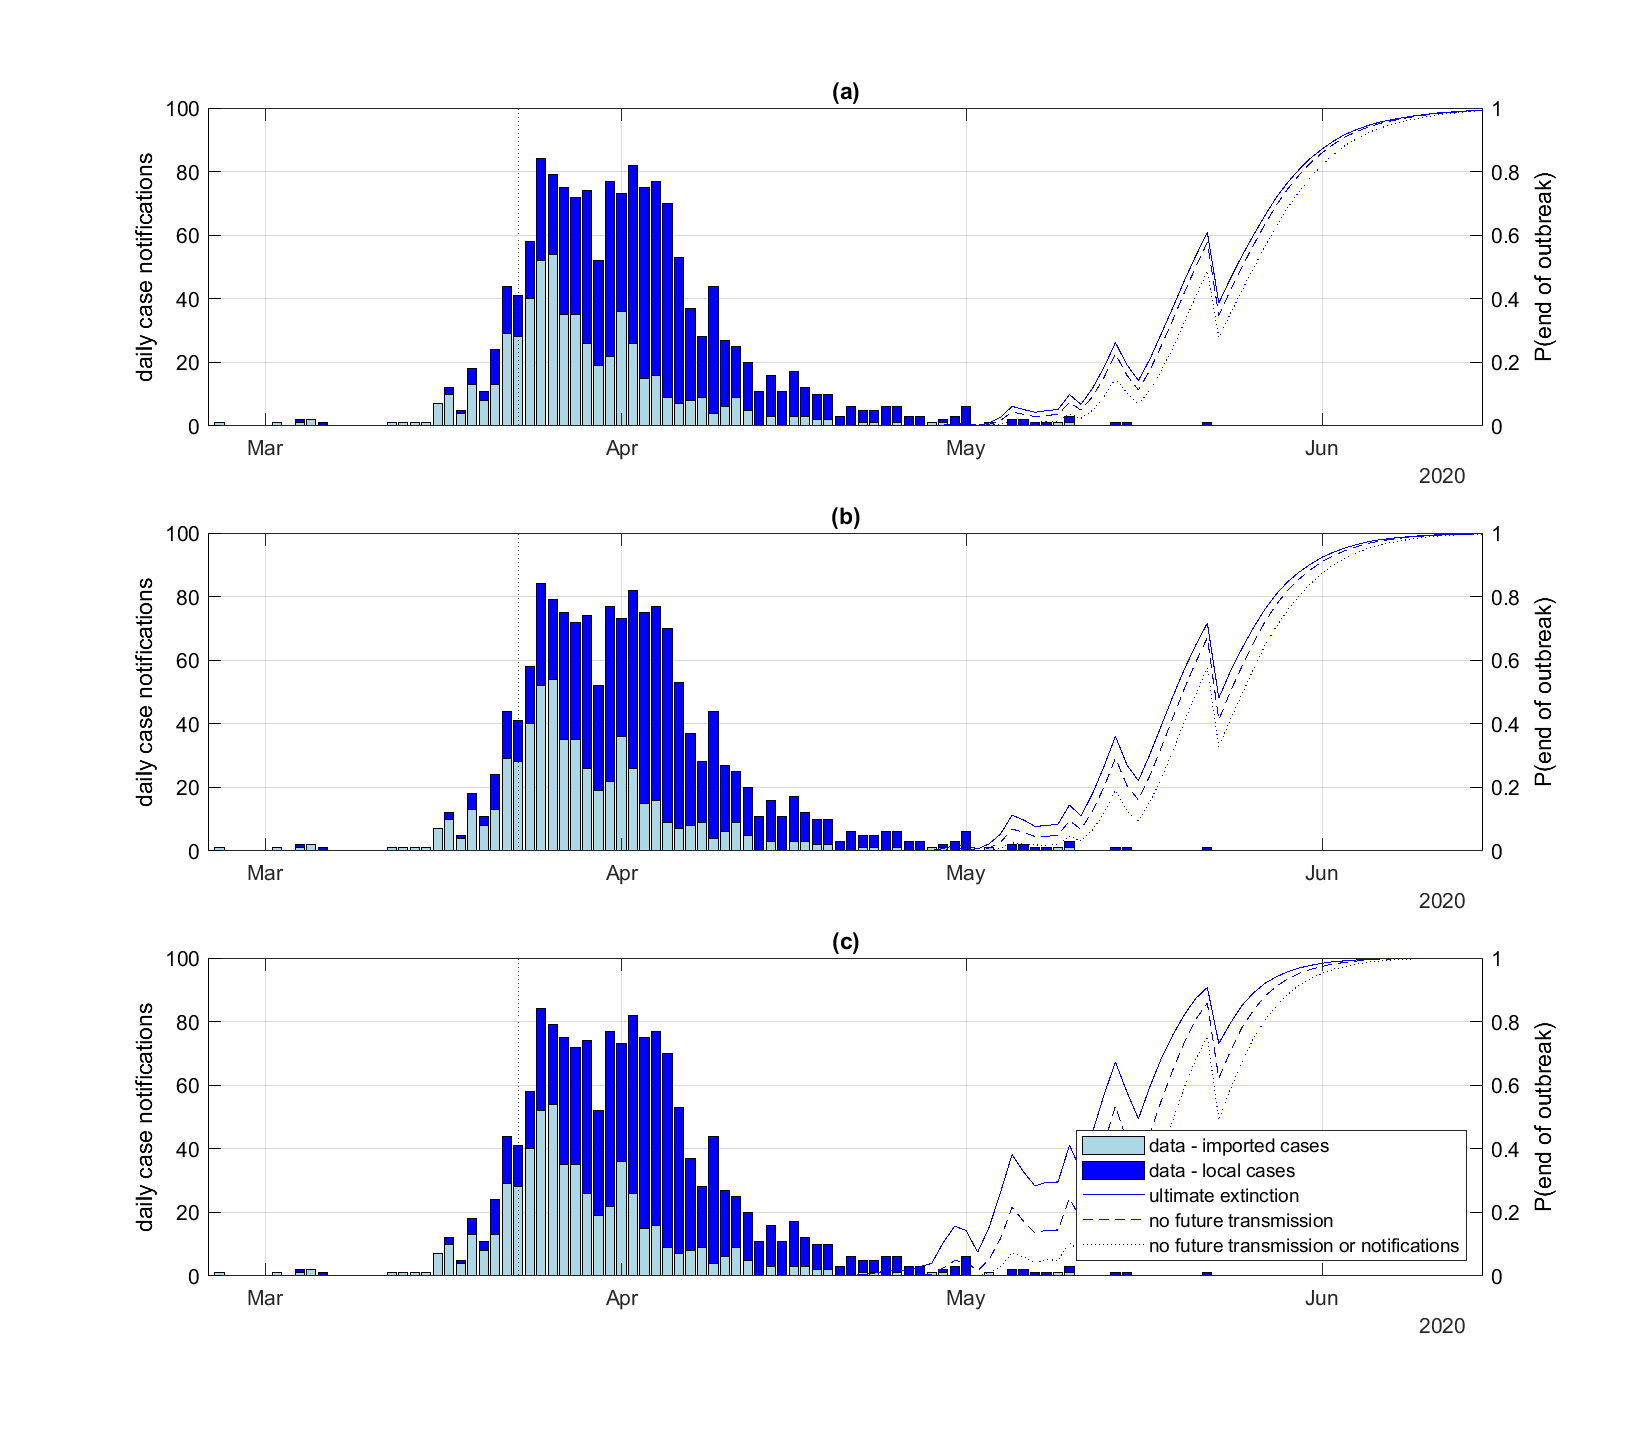 (a)
100
80
60
40
20
0
daily case notifications
1
0.8
0.6
0.4
0.2
0
P(end of outbreak)
Mar Apr May Jun
2020
(b)
100
80
60
40
20
0
daily case notifications
1
0.8
0.6
0.4
0.2
0
P(end of outbreak)
Mar Apr May Jun
2020
(c)
100
80
60
40
20
0
daily case notifications
1
0.8
0.6
0.4
0.2
0
P(end of outbreak)
data - imported cases
data - local cases
ultimate extinction
no future transmission
no future transmission or notifications
Mar Apr May Jun
2020